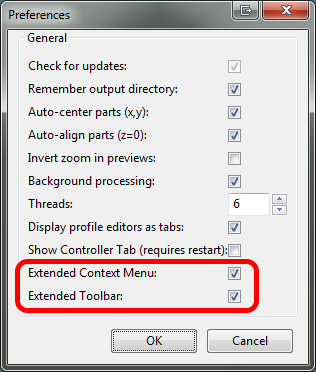 Preferences
General
Check for updates:
Remember output directory:
Auto-center parts (x,y):
Auto-align parts (z=0):
Invert zoom in previews:
Background processing:
Threads: 6
Display profile editors as tabs:
Show Controller Tab (requires restart):
Extended Context Menu:
Extended Toolbar:
OK Cancel